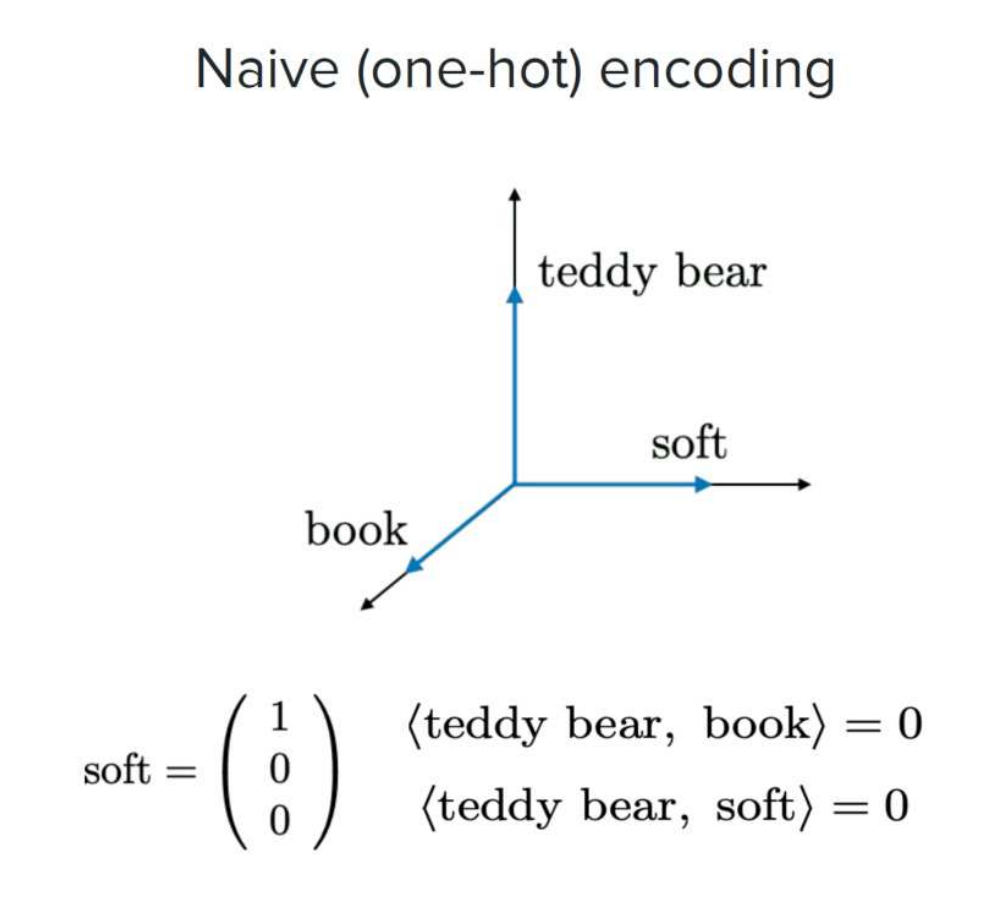 Naive (one-hot) encoding
teddy bear
soft
book
soft = ( 1
0
0 )
⟨teddy bear, book⟩ = 0
⟨teddy bear, soft⟩ = 0